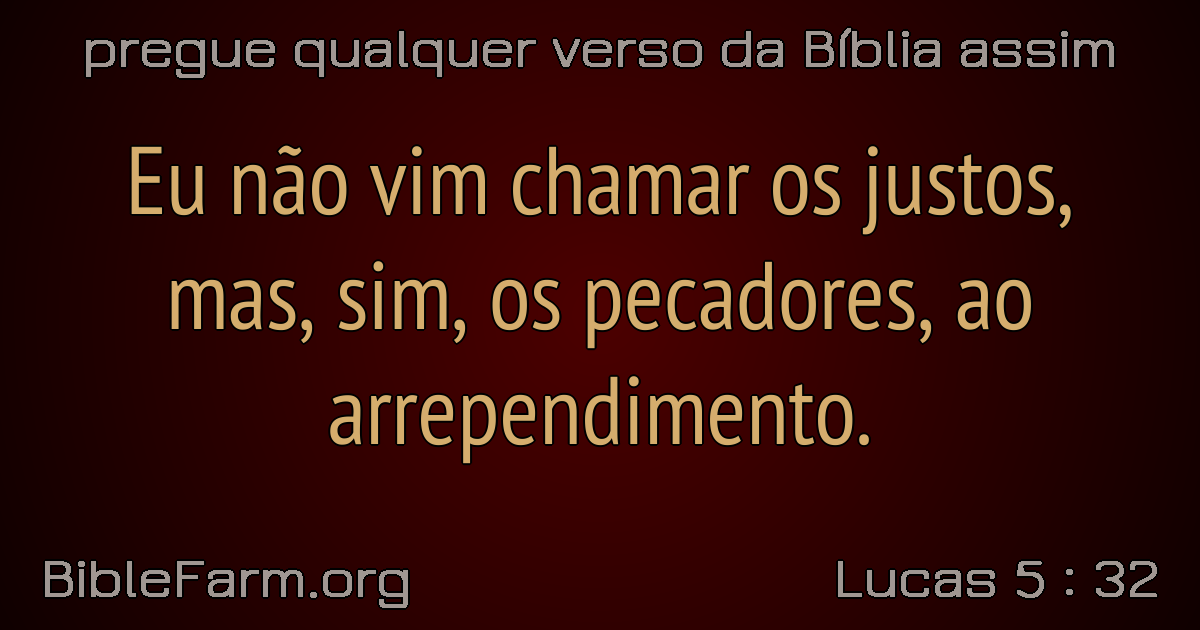 pregue qualquer verso da Bíblia assim
Eu não vim chamar os justos,
mas, sim, os pecadores, ao
arrependimento.
BibleFarm.org
Lucas 5 : 32